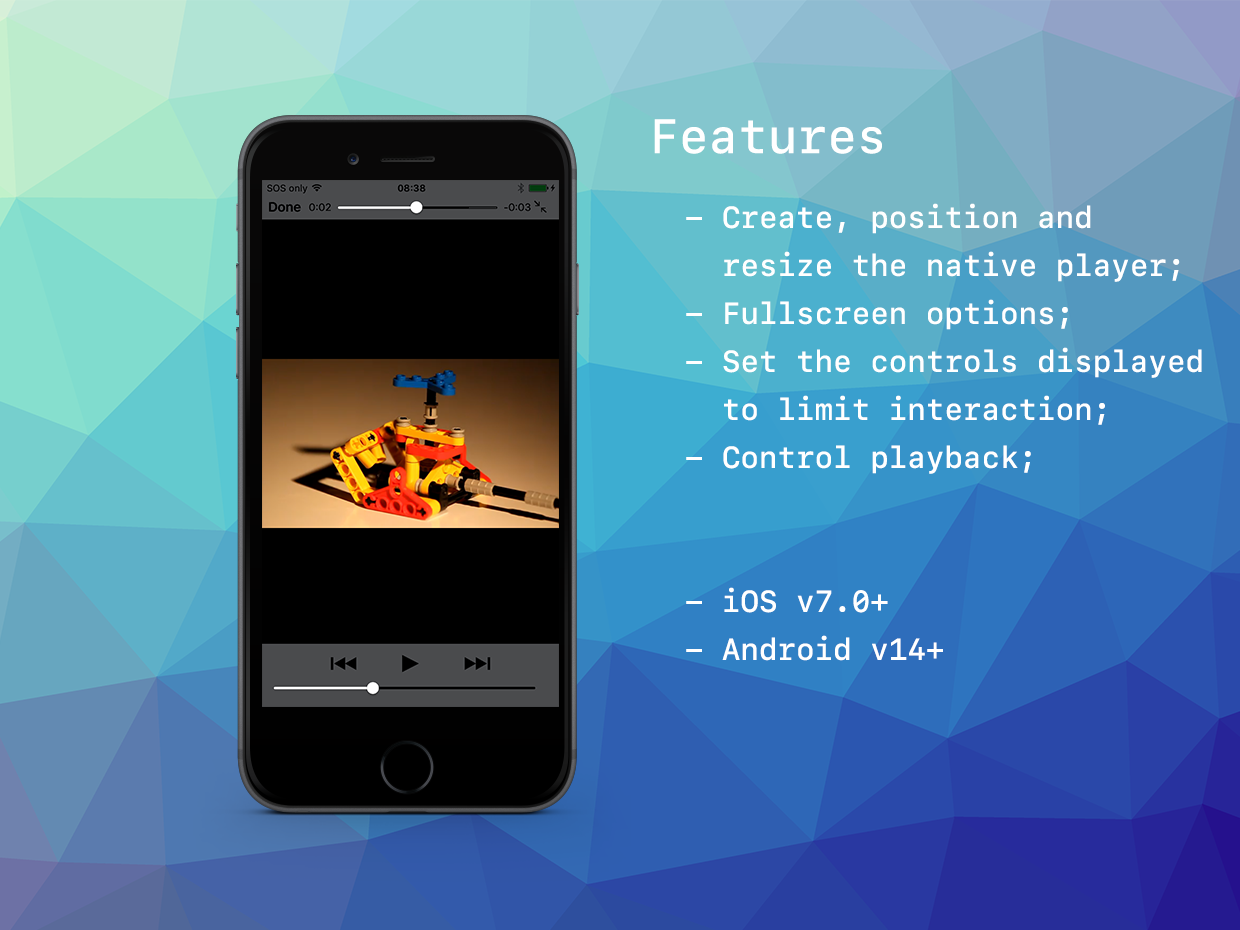 SOS only 08:38
Done 0:02 -0:03
Features
– Create, position and
resize the native player;
– Fullscreen options;
– Set the controls displayed
to limit interaction;
– Control playback;
– iOS v7.0+
– Android v14+